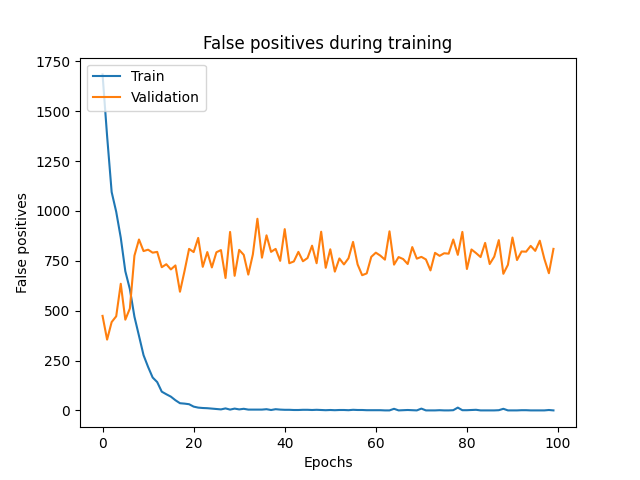 False positives during training
Train
Validation
1750
1500
1250
1000
750
500
250
0
False positives
0 20 40 60 80 100
Epochs